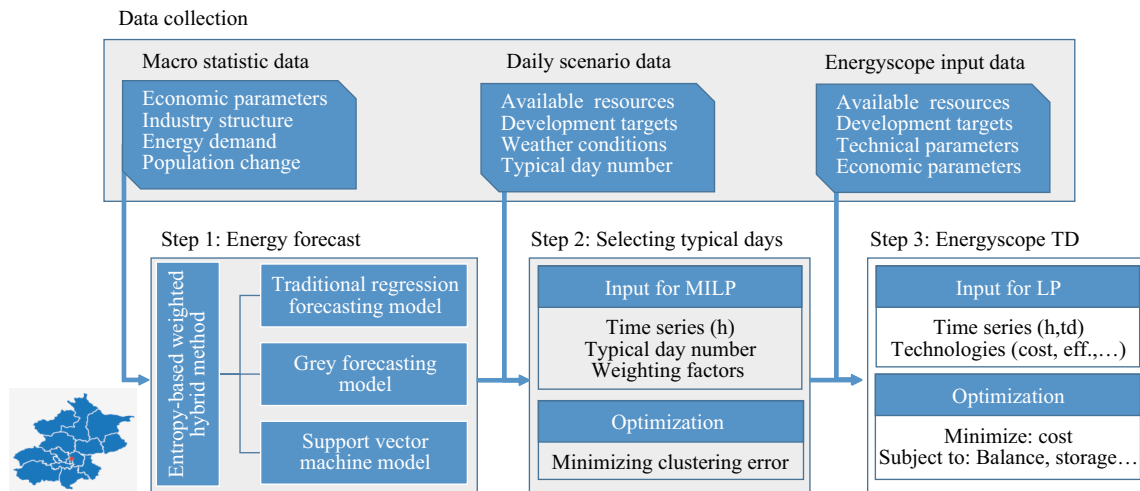 Data collection
Macro statistic data
Economic parameters
Industry structure
Energy demand
Population change
Daily scenario data
Available resources
Development targets
Weather conditions
Typical day number
Energyscope input data
Available resources
Development targets
Technical parameters
Economic parameters
Step 1: Energy forecast
Entropy-based weighted
hybrid method
Traditional regression
forecasting model
Grey forecasting
model
Support vector
machine model
Step 2: Selecting typical days
Input for MILP
Time series (h)
Typical day number
Weighting factors
Optimization
Minimizing clustering error
Step 3: Energyscope TD
Input for LP
Time series (h,td)
Technologies (cost, eff.,…)
Optimization
Minimize: cost
Subject to: Balance, storage…